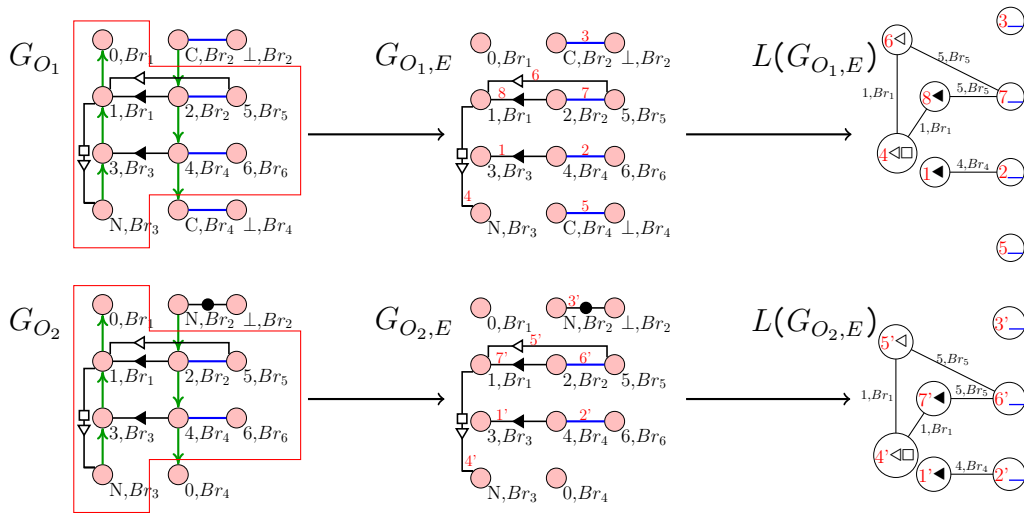 G_{O_1}
0,Br_1 C,Br_2 ⊥,Br_2
1,Br_1 2,Br_2 5,Br_5
3,Br_3 4,Br_4 6,Br_6
N,Br_3 C,Br_4 ⊥,Br_4
G_{O_1,E}
3
0,Br_1 C,Br_2 ⊥,Br_2
6
8 7
1,Br_1 2,Br_2 5,Br_5
1 2
3,Br_3 4,Br_4 6,Br_6
4 5
N,Br_3 C,Br_4 ⊥,Br_4
L(G_{O_1,E})
3
6
5,Br_5
1,Br_1
8 5,Br_5 7
1,Br_1
4
1 4,Br_4 2
5
G_{O_2}
0,Br_1 N,Br_2 ⊥,Br_2
1,Br_1 2,Br_2 5,Br_5
3,Br_3 4,Br_4 6,Br_6
N,Br_3 0,Br_4
G_{O_2,E}
3'
0,Br_1 N,Br_2 ⊥,Br_2
5'
7' 6'
1,Br_1 2,Br_2 5,Br_5
1' 2'
3,Br_3 4,Br_4 6,Br_6
4'
N,Br_3 0,Br_4
L(G_{O_2,E})
3'
5'
5,Br_5
1,Br_1
7' 5,Br_5 6'
1,Br_1
4'
1' 4,Br_4 2'